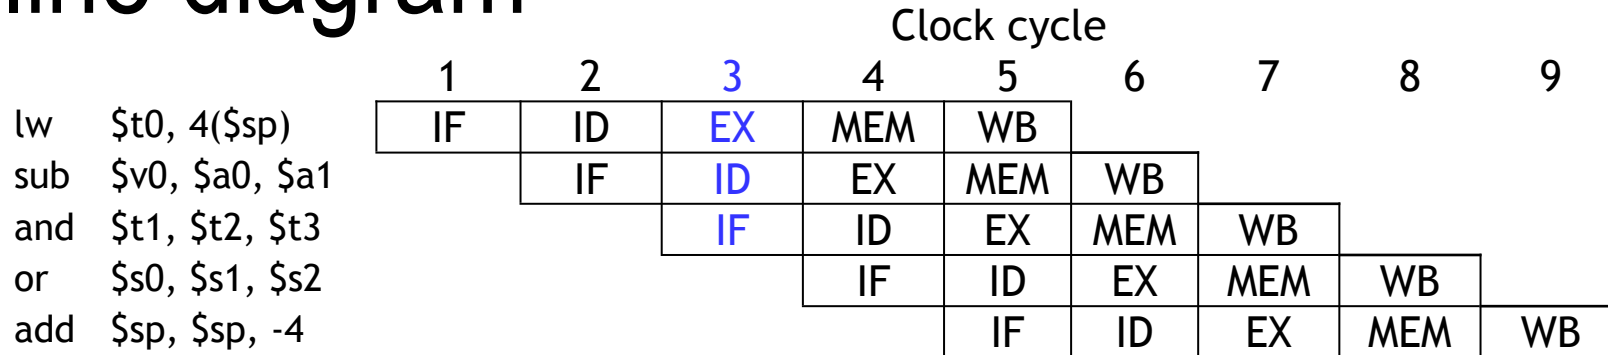 line diagram
Clock cycle
1 2 3 4 5 6 7 8 9
lw $t0, 4($sp) IF ID EX MEM WB
sub $v0, $a0, $a1 IF ID EX MEM WB
and $t1, $t2, $t3 IF ID EX MEM WB
or $s0, $s1, $s2 IF ID EX MEM WB
add $sp, $sp, -4 IF ID EX MEM WB